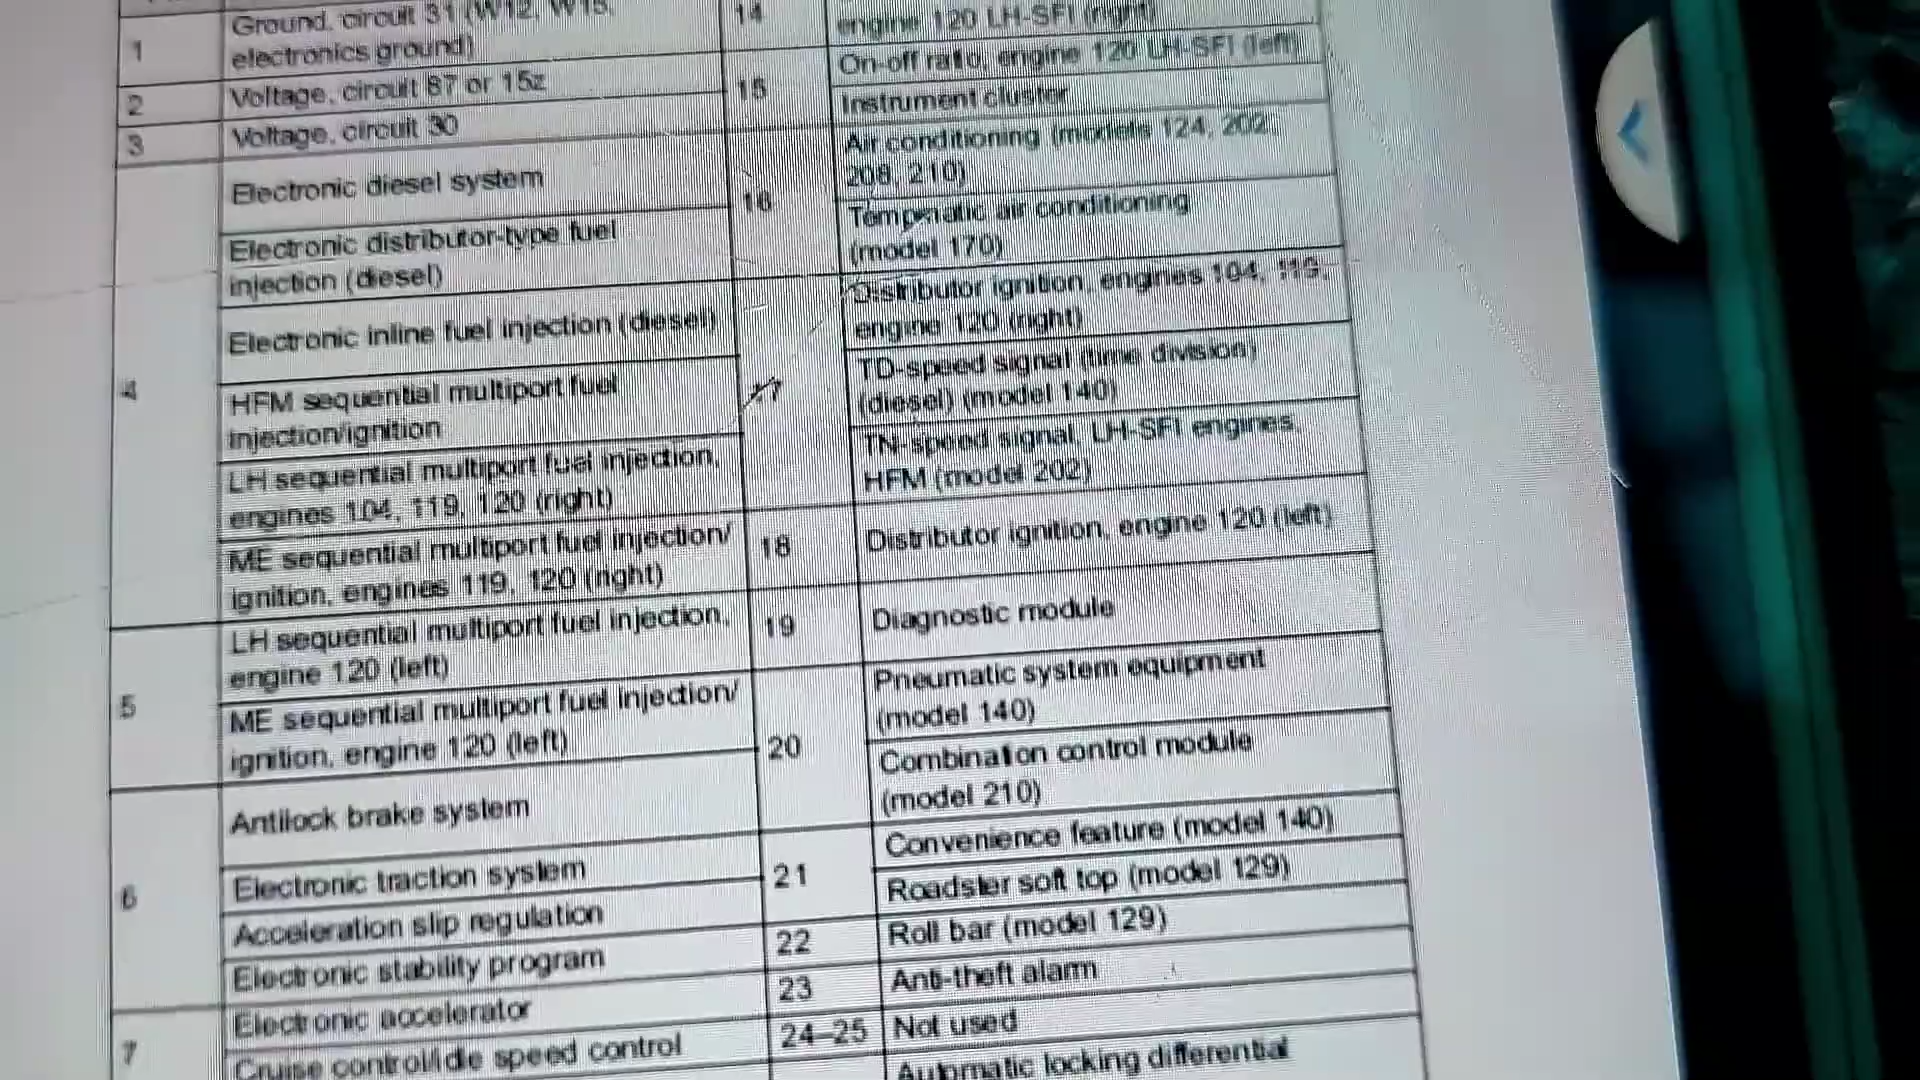 1
Ground, circuit 31 (W12, W15,
electronics ground)
2
Voltage, circuit 87 or 15z
3
Voltage, circuit 30
4
Electronic diesel system
Electronic distributor-type fuel
injection (diesel)
Electronic inline fuel injection (diesel)
HFM sequential multiport fuel
injection/ignition
LH sequential multiport fuel injection,
engines 104, 119, 120 (right)
ME sequential multiport fuel injection/
ignition, engines 119, 120 (right)
5
LH sequential multiport fuel injection,
engine 120 (left)
ME sequential multiport fuel injection/
ignition, engine 120 (left)
6
Antilock brake system
Electronic traction system
Acceleration slip regulation
Electronic stability program
7
Electronic accelerator
Cruise control/idle speed control
14
engine 120 LH-SFI (right)
15
On-off ratio, engine 120 LH-SFI (left)
Instrument cluster
16
Air conditioning (models 124, 202,
208, 210)
Tempmatic air conditioning
(model 170)
17
Distributor ignition, engines 104, 119,
engine 120 (right)
TD-speed signal (time division)
(diesel) (model 140)
TN-speed signal, LH-SFI engines,
HFM (model 202)
18
Distributor ignition, engine 120 (left)
19
Diagnostic module
20
Pneumatic system equipment
(model 140)
Combination control module
(model 210)
21
Convenience feature (model 140)
Roadster soft top (model 129)
22
Roll bar (model 129)
23
Anti-theft alarm
24–25
Not used
Automatic locking differential